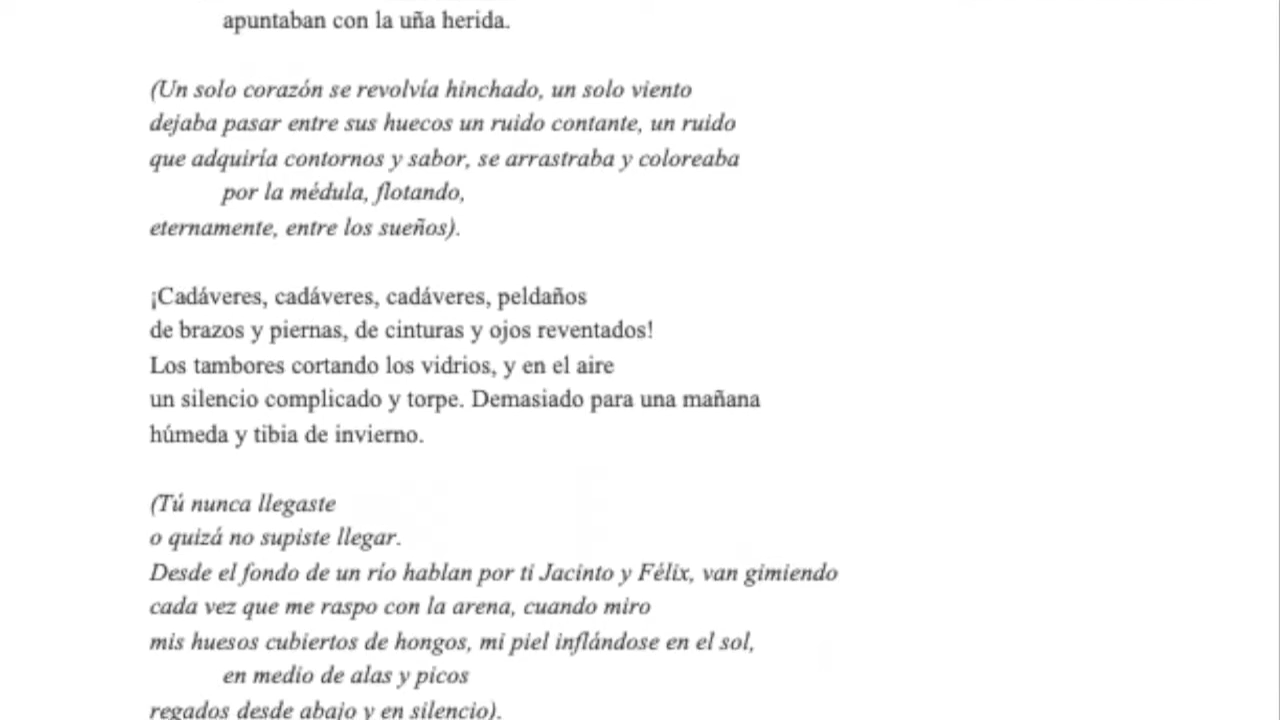 apuntaban con la uña herida.
(Un solo corazón se revolvía hinchado, un solo viento
dejaba pasar entre sus huecos un ruido contante, un ruido
que adquiría contornos y sabor, se arrastraba y coloreaba
por la médula, flotando,
eternamente, entre los sueños).
¡Cadáveres, cadáveres, cadáveres, peldaños
de brazos y piernas, de cinturas y ojos reventados!
Los tambores cortando los vidrios, y en el aire
un silencio complicado y torpe. Demasiado para una mañana
húmeda y tibia de invierno.
(Tú nunca llegaste
o quizá no supiste llegar.
Desde el fondo de un río hablan por ti Jacinto y Félix, van gimiendo
cada vez que me raspo con la arena, cuando miro
mis huesos cubiertos de hongos, mi piel inflándose en el sol,
en medio de alas y picos
regados desde abajo y en silencio).